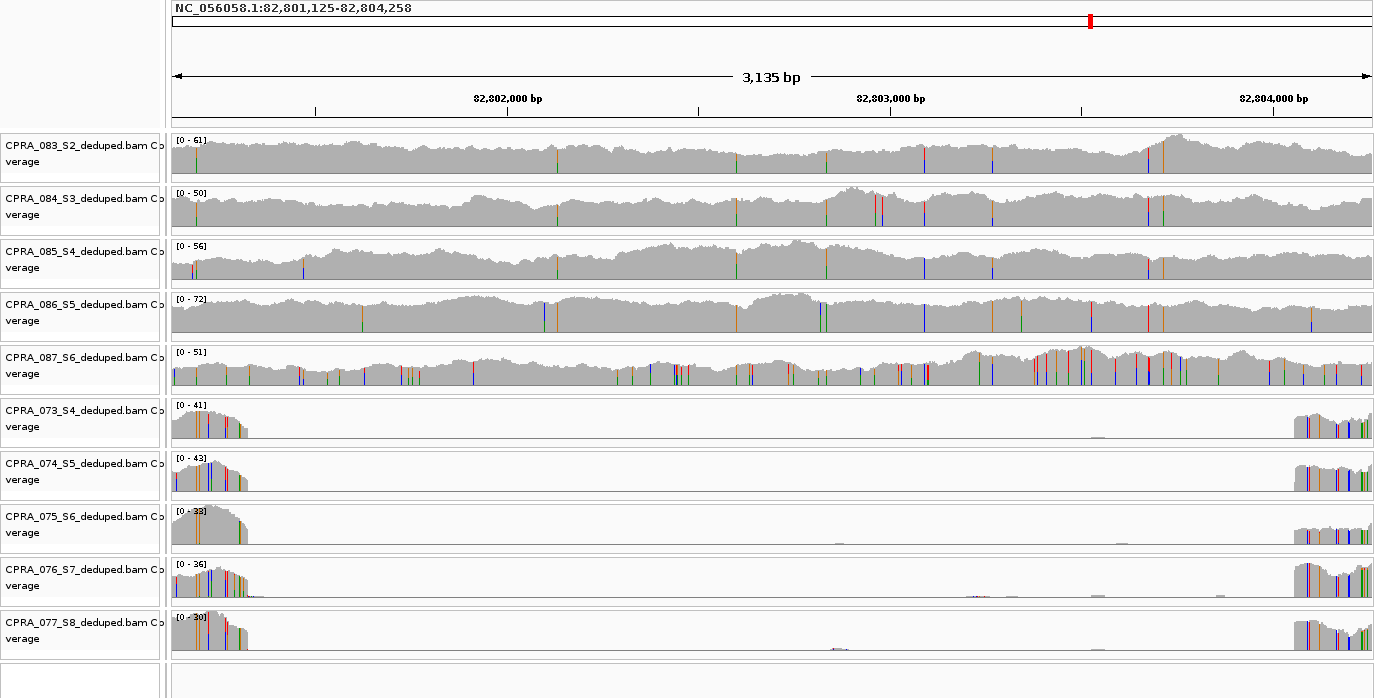 NC_056058.1:82,801,125-82,804,258
3,135 bp
82,802,000 bp 82,803,000 bp 82,804,000 bp
CPRA_083_S2_deduped.bam Co
verage
[0 - 61]
CPRA_084_S3_deduped.bam Co
verage
[0 - 50]
CPRA_085_S4_deduped.bam Co
verage
[0 - 56]
CPRA_086_S5_deduped.bam Co
verage
[0 - 72]
CPRA_087_S6_deduped.bam Co
verage
[0 - 51]
CPRA_073_S4_deduped.bam Co
verage
[0 - 41]
CPRA_074_S5_deduped.bam Co
verage
[0 - 43]
CPRA_075_S6_deduped.bam Co
verage
[0 - 33]
CPRA_076_S7_deduped.bam Co
verage
[0 - 36]
CPRA_077_S8_deduped.bam Co
verage
[0 - 30]